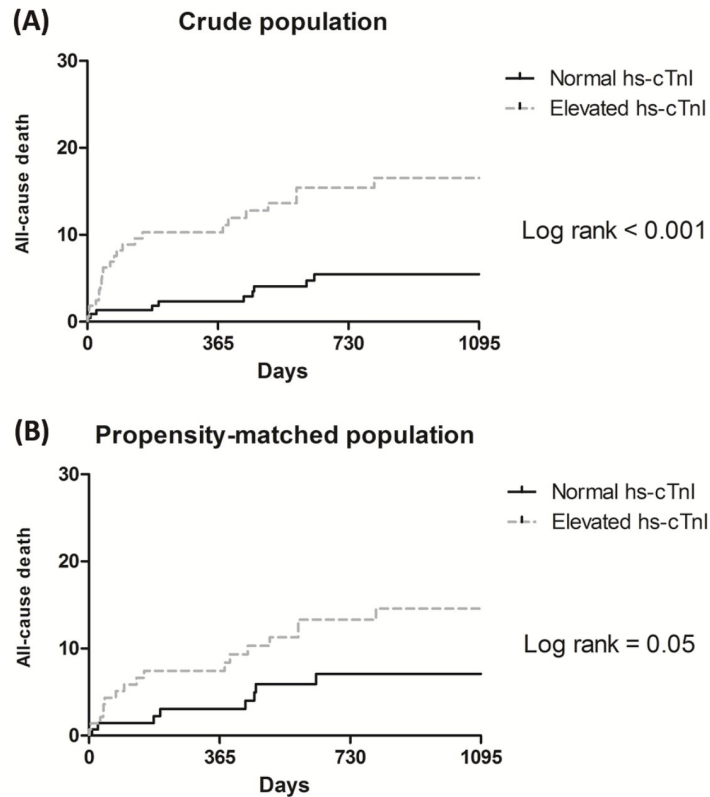 (A)
Crude population
30
20
10
0
All-cause death
0 365 730 1095
Days
Normal hs-cTnI
Elevated hs-cTnI
Log rank < 0.001
(B)
Propensity-matched population
30
20
10
0
All-cause death
0 365 730 1095
Days
Normal hs-cTnI
Elevated hs-cTnI
Log rank = 0.05